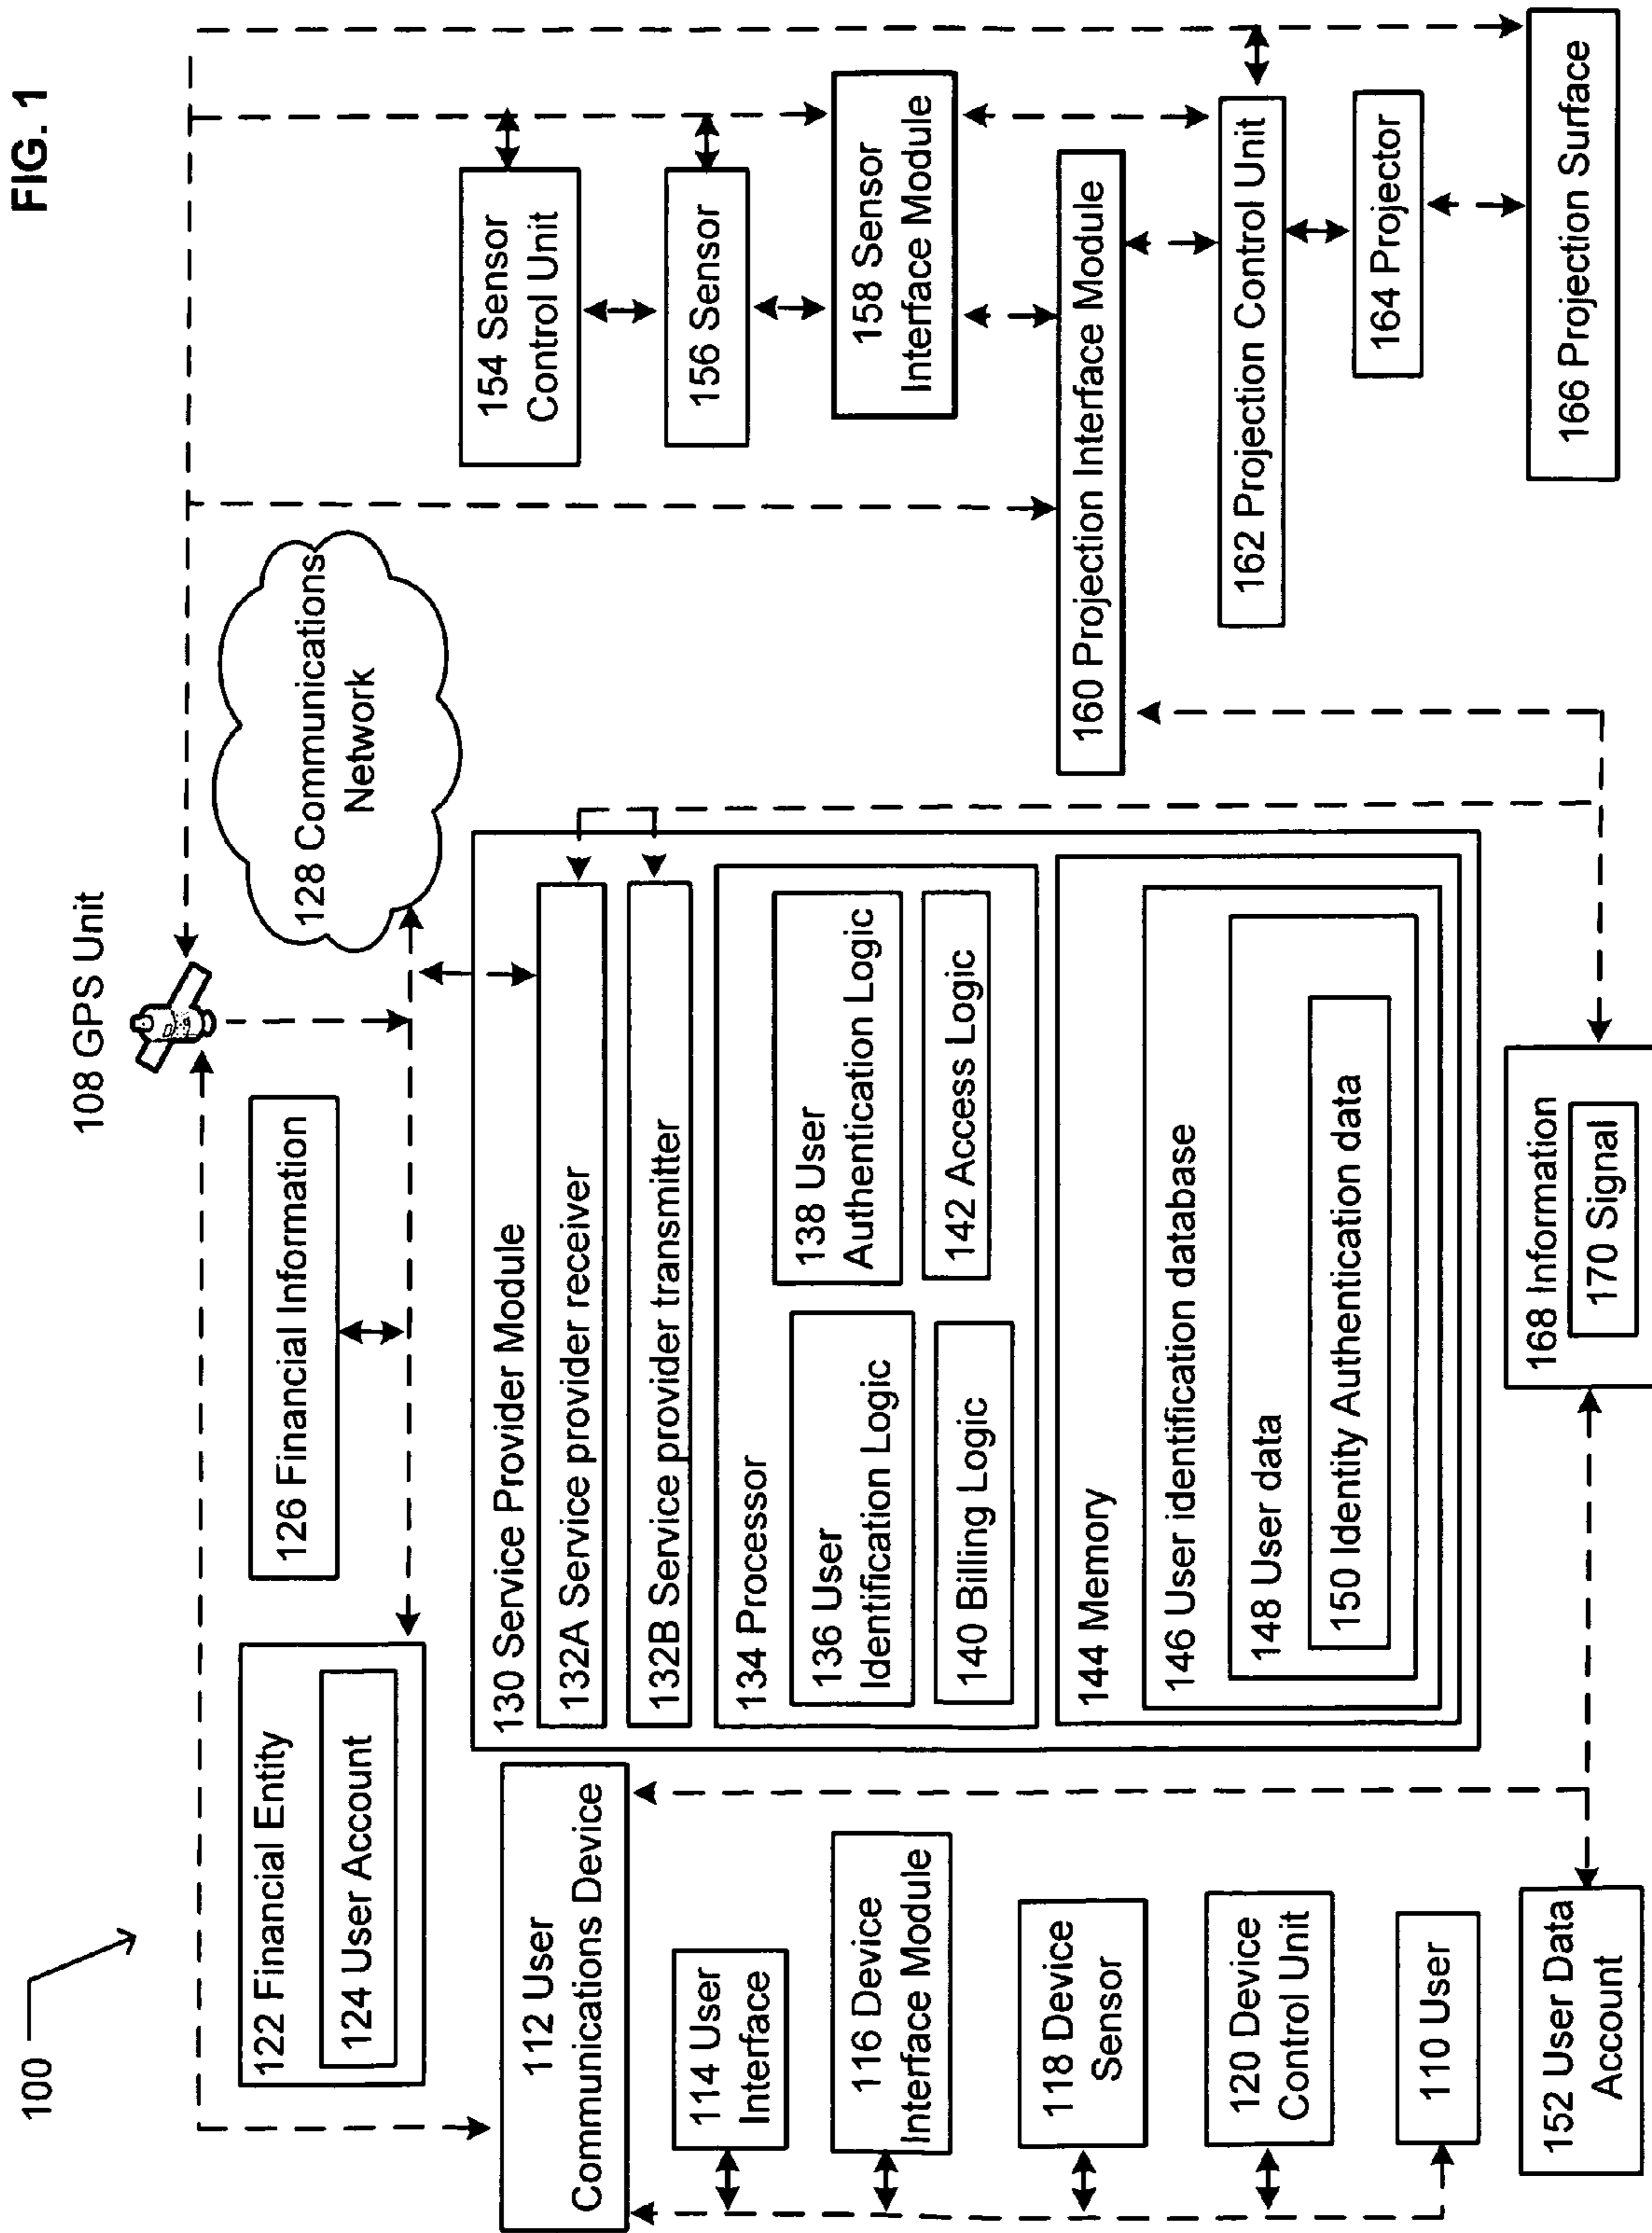 FIG. 1
100
108 GPS Unit
122 Financial Entity
124 User Account
126 Financial Information
128 Communications
Network
112 User
Communications Device
114 User
Interface
116 Device
Interface Module
118 Device
Sensor
120 Device
Control Unit
110 User
152 User Data
Account
130 Service Provider Module
132A Service provider receiver
132B Service provider transmitter
134 Processor
136 User
Identification Logic
138 User
Authentication Logic
140 Billing Logic
142 Access Logic
144 Memory
146 User identification database
148 User data
150 Identity Authentication data
168 Information
170 Signal
154 Sensor
Control Unit
156 Sensor
158 Sensor
Interface Module
160 Projection Interface Module
162 Projection Control Unit
164 Projector
166 Projection Surface